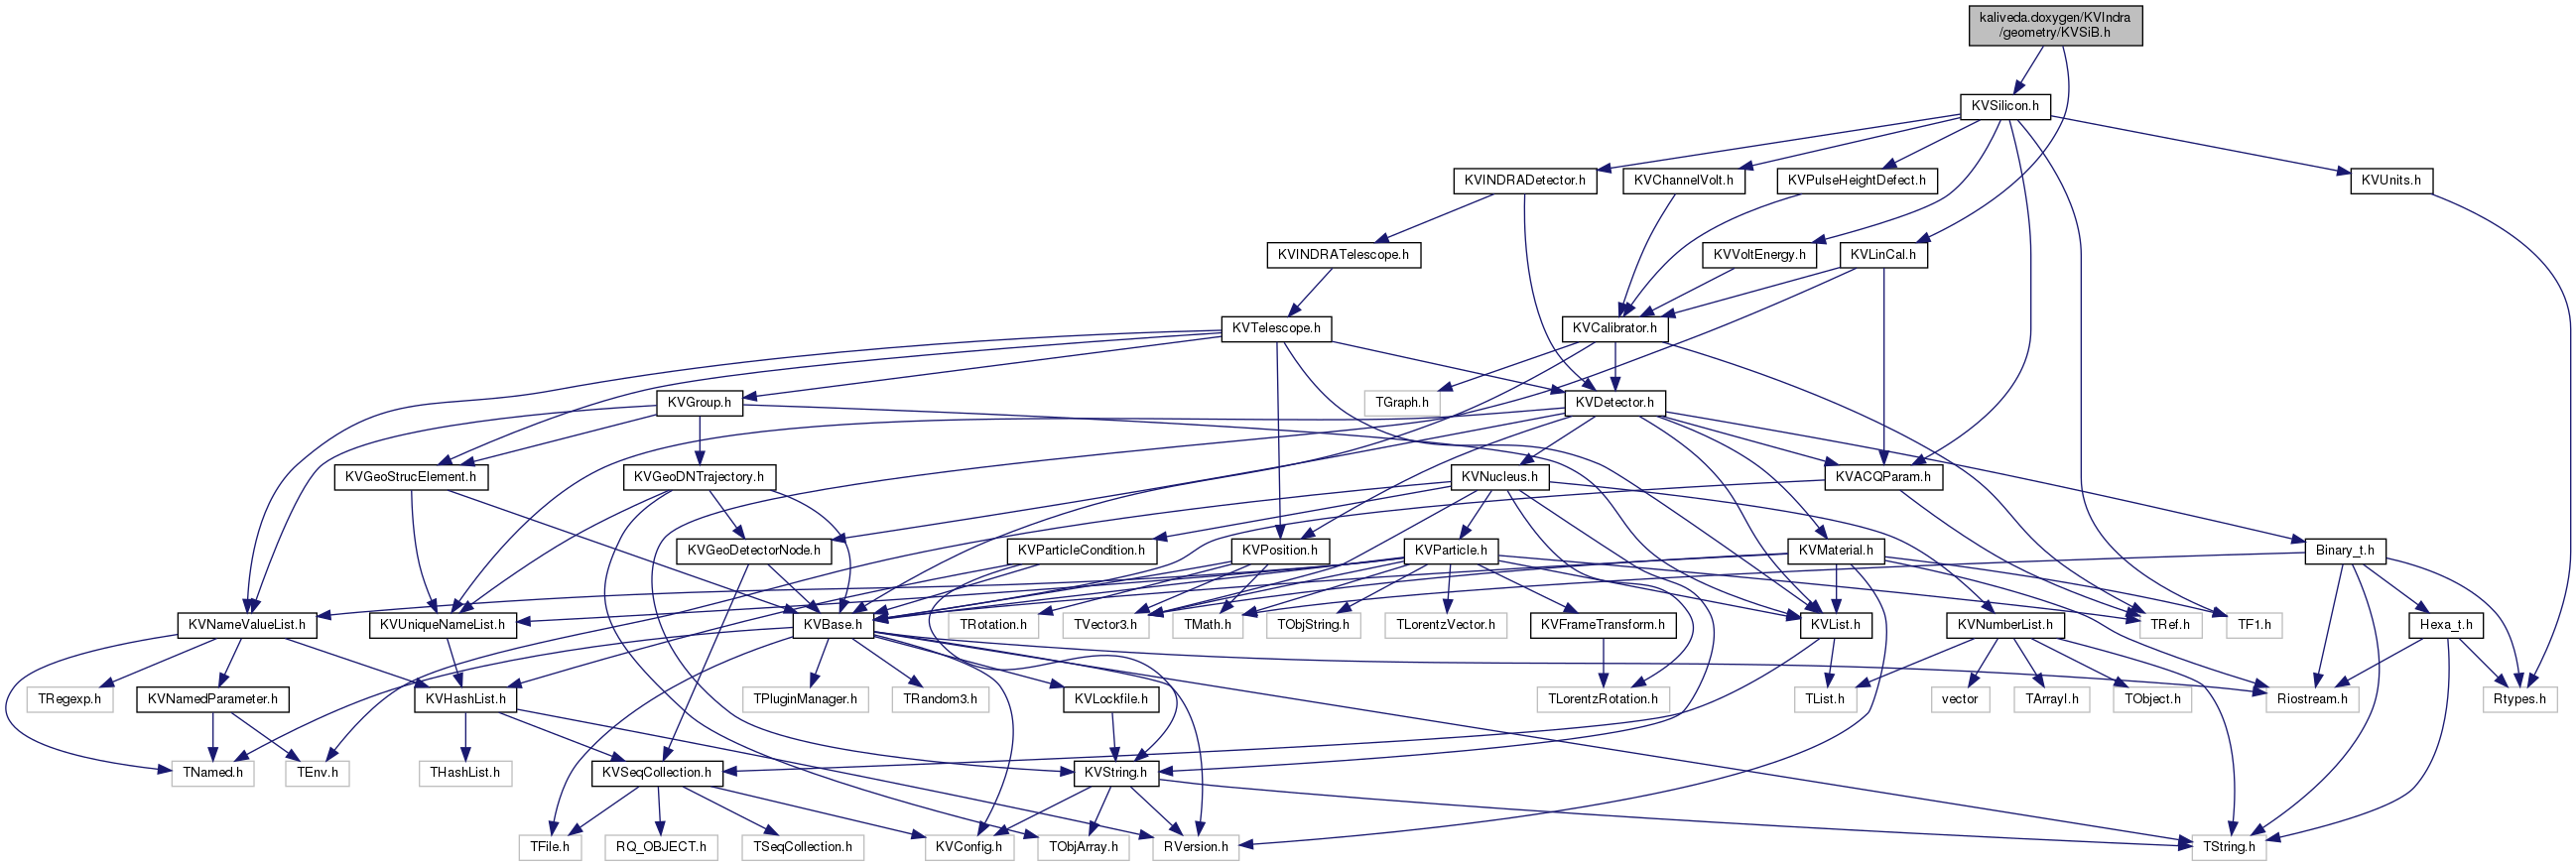 kaliveda.doxygen/KVIndra
/geometry/KVSiB.h
KVSilicon.h
KVINDRADetector.h
KVChannelVolt.h
KVPulseHeightDefect.h
KVUnits.h
KVINDRATelescope.h
KVVoltEnergy.h
KVLinCal.h
KVTelescope.h
KVCalibrator.h
KVGroup.h
TGraph.h
KVDetector.h
KVGeoStrucElement.h
KVGeoDNTrajectory.h
KVNucleus.h
KVACQParam.h
KVGeoDetectorNode.h
KVParticleCondition.h
KVPosition.h
KVParticle.h
KVMaterial.h
Binary_t.h
KVNameValueList.h
KVUniqueNameList.h
KVBase.h
TRotation.h
TVector3.h
TMath.h
TObjString.h
TLorentzVector.h
KVFrameTransform.h
KVList.h
KVNumberList.h
TRef.h
TF1.h
Hexa_t.h
TRegexp.h
KVNamedParameter.h
KVHashList.h
TPluginManager.h
TRandom3.h
KVLockfile.h
TLorentzRotation.h
TList.h
vector
TArrayI.h
TObject.h
Riostream.h
Rtypes.h
TNamed.h
TEnv.h
THashList.h
KVSeqCollection.h
KVString.h
TFile.h
RQ_OBJECT.h
TSeqCollection.h
KVConfig.h
TObjArray.h
RVersion.h
TString.h